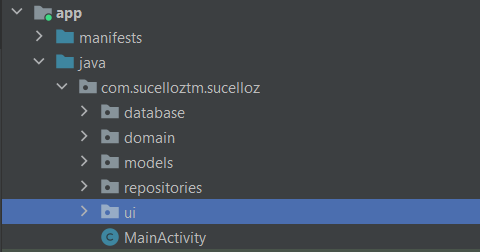 app
manifests
java
com.sucelloztm.sucelloz
database
domain
models
repositories
ui
C MainActivity